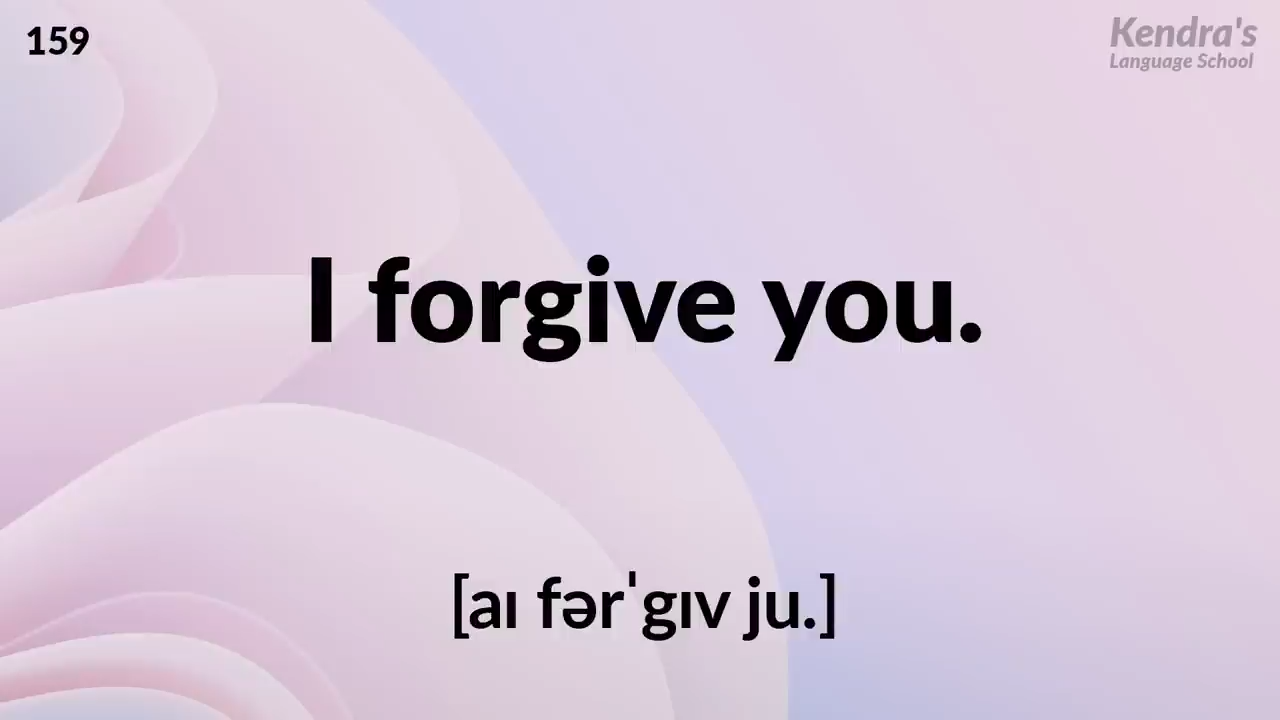 159
Kendra's
Language School
I forgive you.
[aɪ fərˈgɪv ju.]